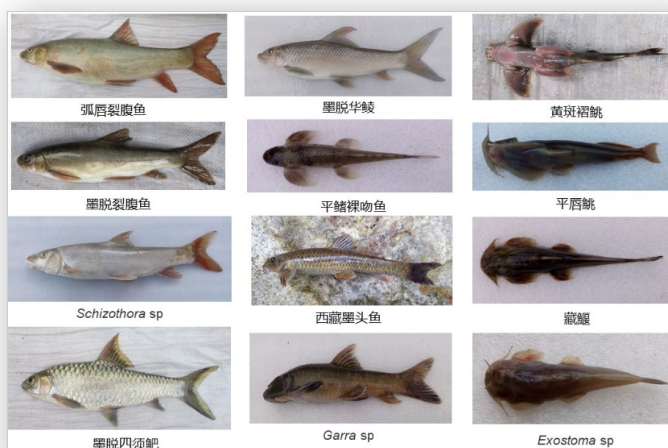 弧唇裂腹鱼
墨脱华鲮
黄斑褶鮡
墨脱裂腹鱼
平鳍裸吻鱼
平唇鮡
Schizothora sp
西藏墨头鱼
藏鰋
墨脱四须鲃
Garra sp
Exostoma sp